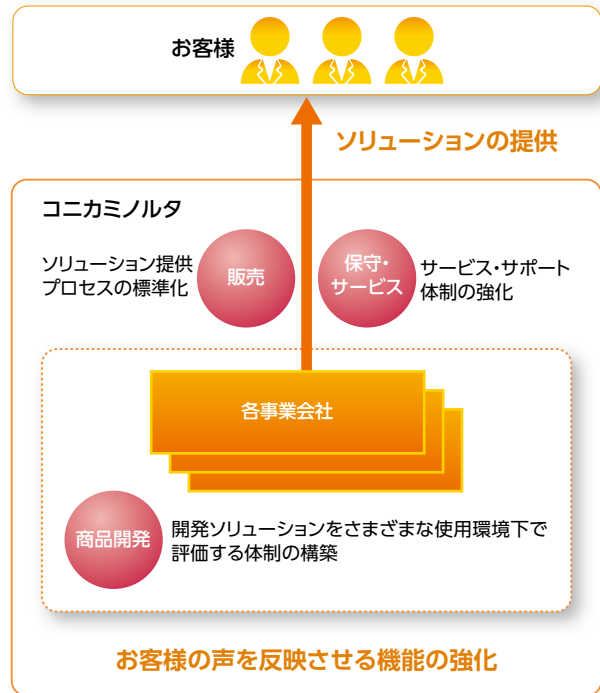 お客様
ソリューションの提供
コニカミノルタ
ソリューション提供
プロセスの標準化
販売
保守・
サービス
サービス・サポート
体制の強化
各事業会社
商品開発
開発ソリューションをさまざまな使用環境下で
評価する体制の構築
お客様の声を反映させる機能の強化